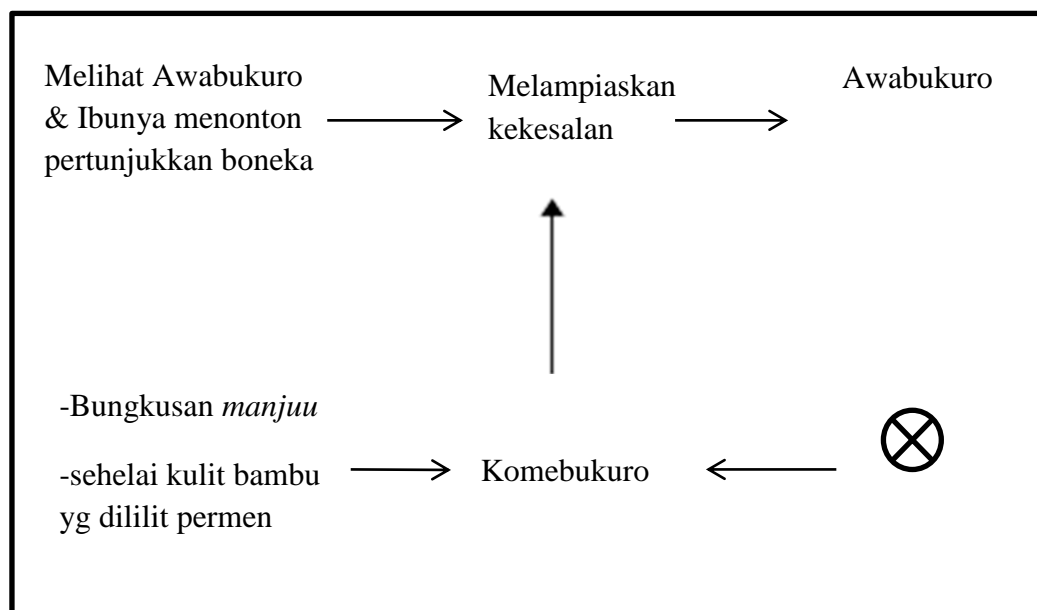 Melihat Awabukuro
& Ibunya menonton
pertunjukkan boneka
Melampiaskan
kekesalan
Awabukuro
-Bungkusan manjuu
-sehelai kulit bambu
yg dililit permen
Komebukuro